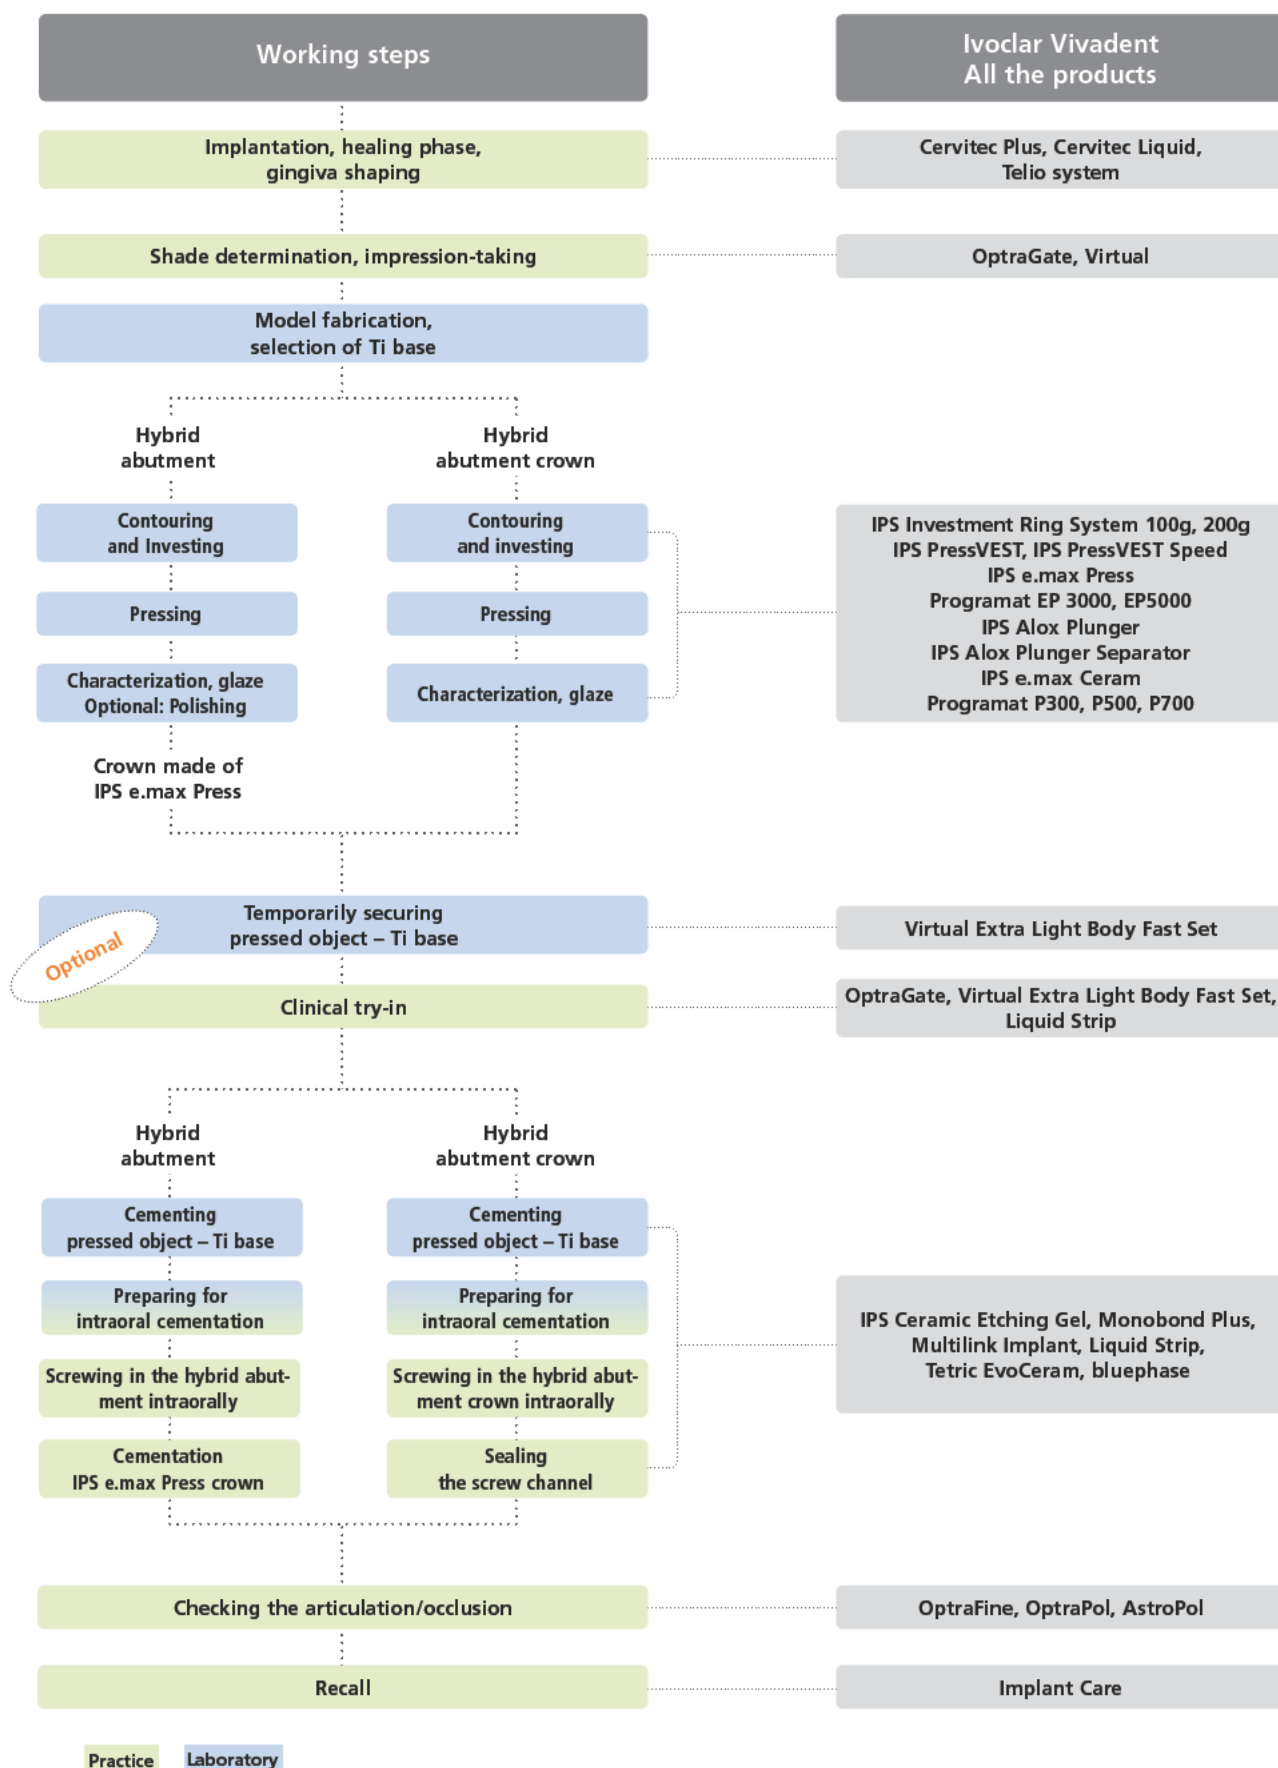 Working steps
Ivoclar Vivadent
All the products
Implantation, healing phase,
gingiva shaping
Cervitec Plus, Cervitec Liquid,
Telio system
Shade determination, impression-taking
OptraGate, Virtual
Model fabrication,
selection of Ti base
Hybrid
abutment
Hybrid
abutment crown
Contouring
and Investing
Contouring
and investing
Pressing
Pressing
Characterization, glaze
Optional: Polishing
Characterization, glaze
IPS Investment Ring System 100g, 200g
IPS PressVEST, IPS PressVEST Speed
IPS e.max Press
Programat EP 3000, EP5000
IPS Alox Plunger
IPS Alox Plunger Separator
IPS e.max Ceram
Programat P300, P500, P700
Crown made of
IPS e.max Press
Temporarily securing
pressed object – Ti base
Optional
Virtual Extra Light Body Fast Set
Clinical try-in
OptraGate, Virtual Extra Light Body Fast Set,
Liquid Strip
Hybrid
abutment
Hybrid
abutment crown
Cementing
pressed object – Ti base
Cementing
pressed object – Ti base
Preparing for
intraoral cementation
Preparing for
intraoral cementation
Screwing in the hybrid abut-
ment intraorally
Screwing in the hybrid abut-
ment crown intraorally
Cementation
IPS e.max Press crown
Sealing
the screw channel
IPS Ceramic Etching Gel, Monobond Plus,
Multilink Implant, Liquid Strip,
Tetric EvoCeram, bluephase
Checking the articulation/occlusion
OptraFine, OptraPol, AstroPol
Recall
Implant Care
Practice
Laboratory